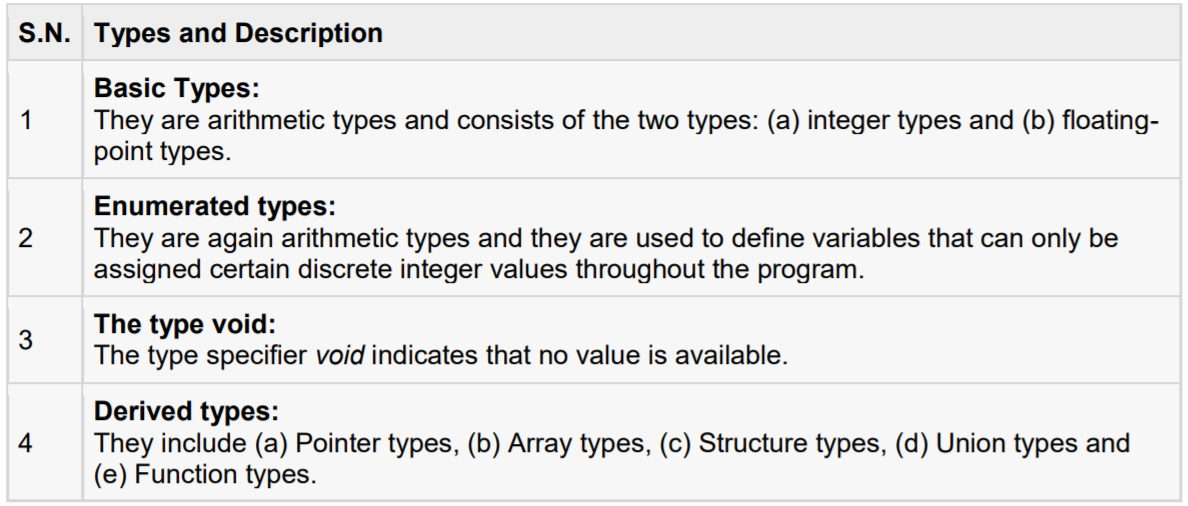 S.N. Types and Description
Basic Types:
1 They are arithmetic types and consists of the two types: (a) integer types and (b) floating-
point types.
Enumerated types:
2 They are again arithmetic types and they are used to define variables that can only be
assigned certain discrete integer values throughout the program.
The type void:
3 The type specifier void indicates that no value is available.
Derived types:
4 They include (a) Pointer types, (b) Array types, (c) Structure types, (d) Union types and
(e) Function types.